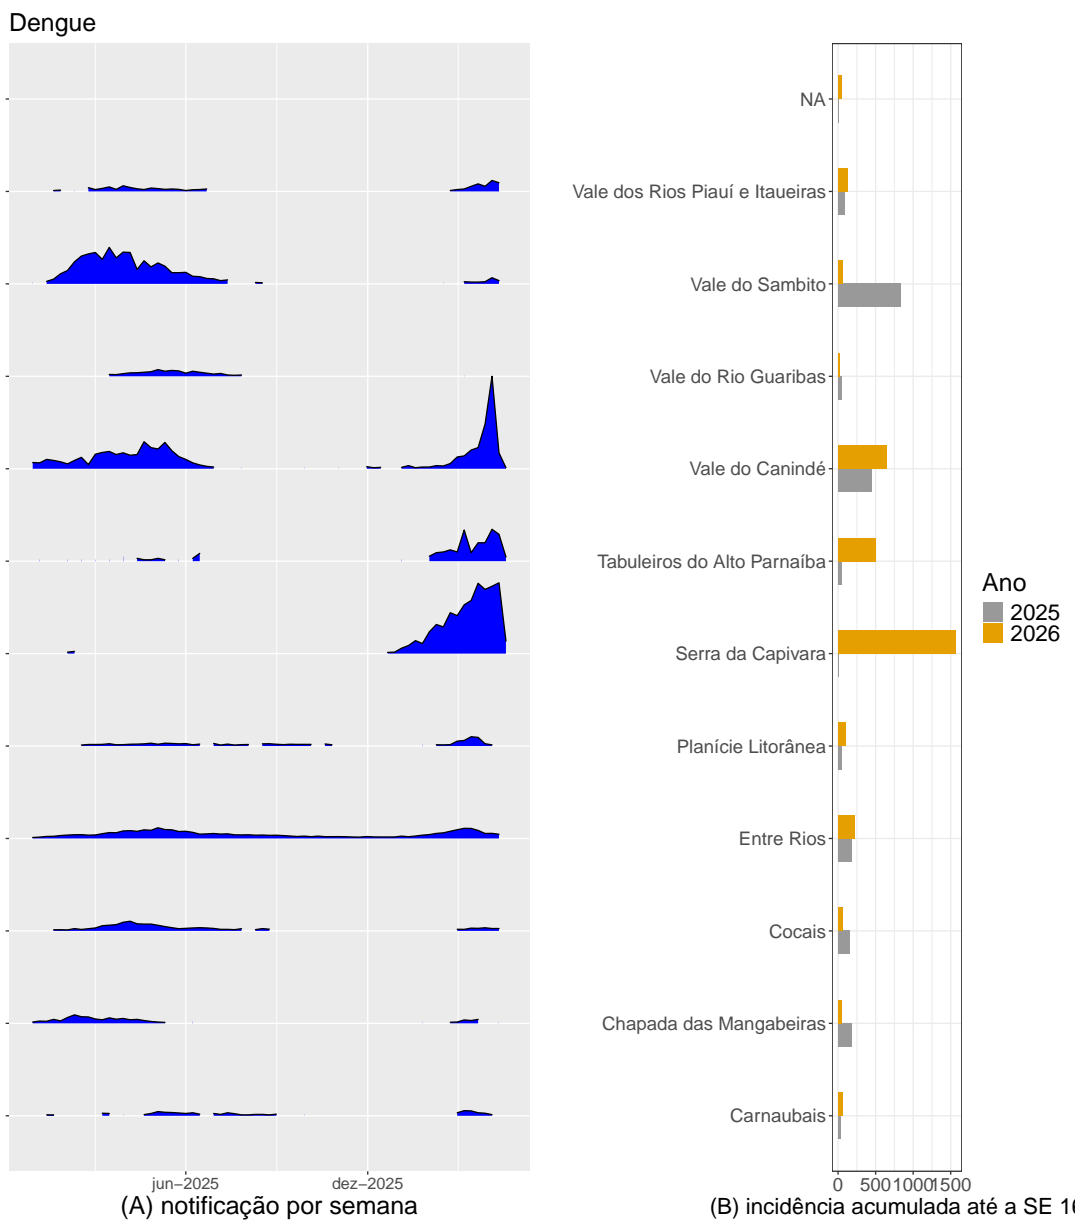 Dengue
NA
Vale dos Rios Piauí e Itaueiras
Vale do Sambito
Vale do Rio Guaribas
Vale do Canindé
Tabuleiros do Alto Parnaíba
Serra da Capivara
Planície Litorânea
Entre Rios
Cocais
Chapada das Mangabeiras
Carnaubais
Ano
2025
2026
jun−2025
dez−2025
0
500
1000
1500
(A) notificação por semana
(B) incidência acumulada até a SE 16